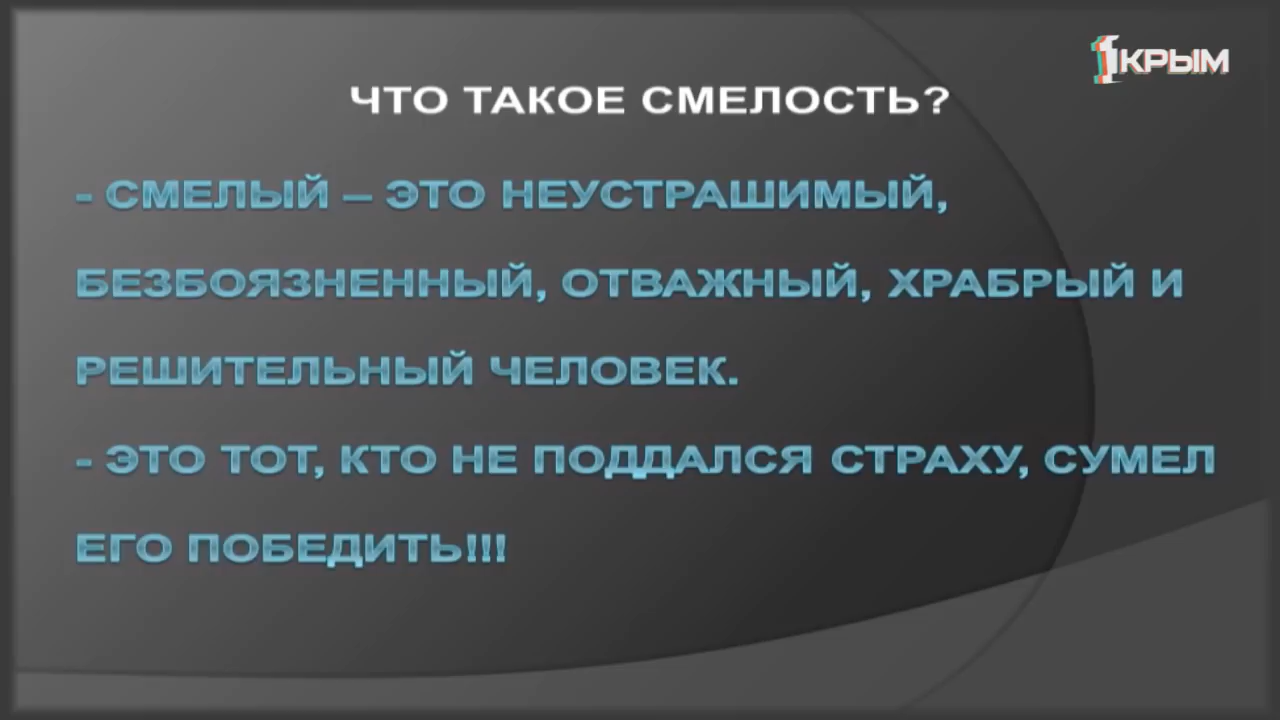 1КРЫМ
ЧТО ТАКОЕ СМЕЛОСТЬ?
- СМЕЛЫЙ – ЭТО НЕУСТРАШИМЫЙ,
БЕЗБОЯЗНЕННЫЙ, ОТВАЖНЫЙ, ХРАБРЫЙ И
РЕШИТЕЛЬНЫЙ ЧЕЛОВЕК.
- ЭТО ТОТ, КТО НЕ ПОДДАЛСЯ СТРАХУ, СУМЕЛ
ЕГО ПОБЕДИТЬ!!!